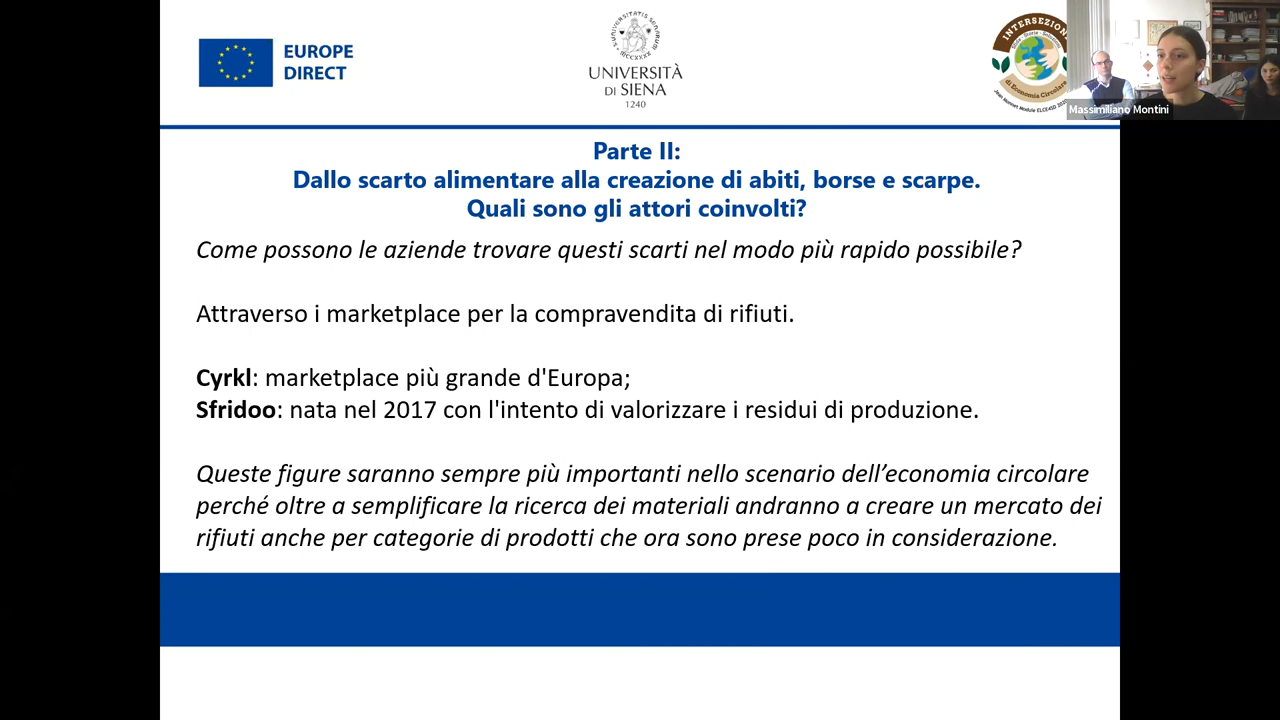 EUROPE
DIRECT
UNIVERSITÀ
DI SIENA
1240
INTERSEZIONI
di Economia Circolare
Massimiliano Montini
Parte II:
Dallo scarto alimentare alla creazione di abiti, borse e scarpe.
Quali sono gli attori coinvolti?
Come possono le aziende trovare questi scarti nel modo più rapido possibile?
Attraverso i marketplace per la compravendita di rifiuti.
Cyrkl: marketplace più grande d'Europa;
Sfridoo: nata nel 2017 con l'intento di valorizzare i residui di produzione.
Queste figure saranno sempre più importanti nello scenario dell’economia circolare
perché oltre a semplificare la ricerca dei materiali andranno a creare un mercato dei
rifiuti anche per categorie di prodotti che ora sono prese poco in considerazione.